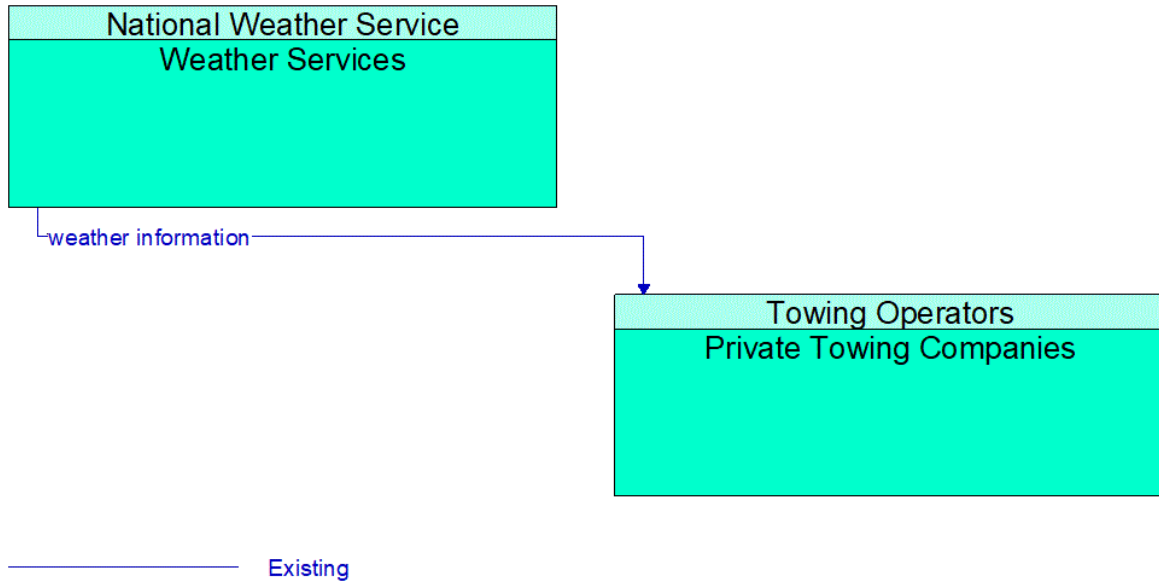 National Weather Service
Weather Services
weather information
Towing Operators
Private Towing Companies
Existing